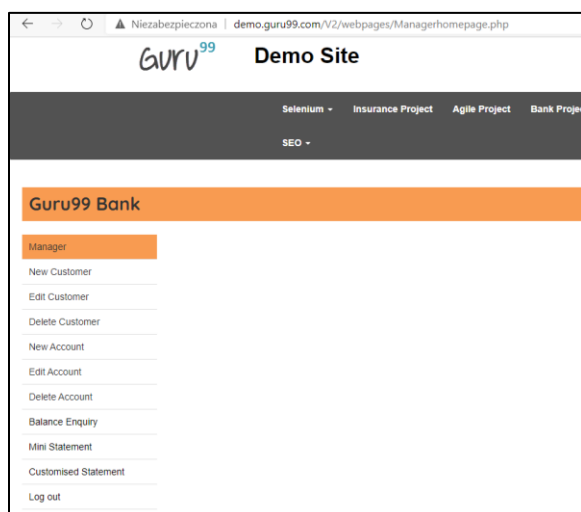 Niezabezpieczona | demo.guru99.com/V2/webpages/Managerhomepage.php
Guru99 Demo Site
Selenium Insurance Project Agile Project Bank Proje
SEO
Guru99 Bank
Manager
New Customer
Edit Customer
Delete Customer
New Account
Edit Account
Delete Account
Balance Enquiry
Mini Statement
Customised Statement
Log out